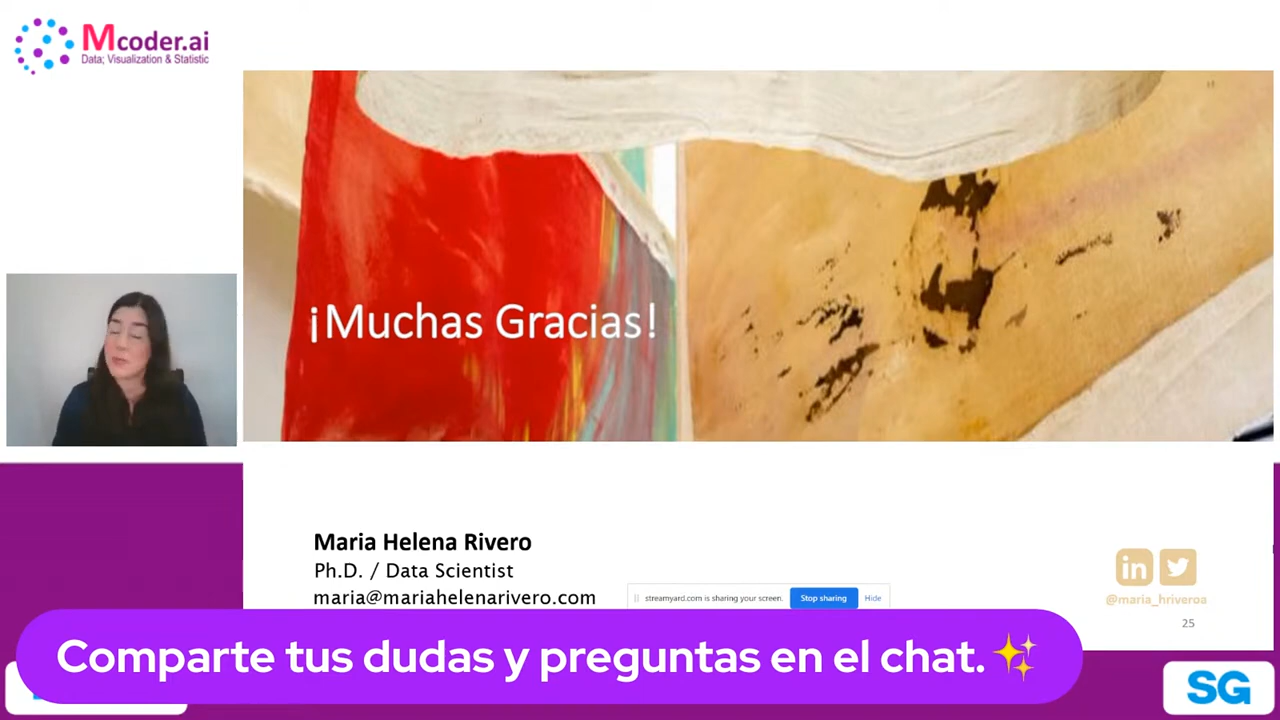 Mcoder.ai
Data; Visualization & Statistic
¡Muchas Gracias!
Maria Helena Rivero
Ph.D. / Data Scientist
maria@mariahelenarivero.com
streamyard.com is sharing your screen.
Stop sharing
Hide
in
@maria_hriveroa
25
Comparte tus dudas y preguntas en el chat.✨
SG